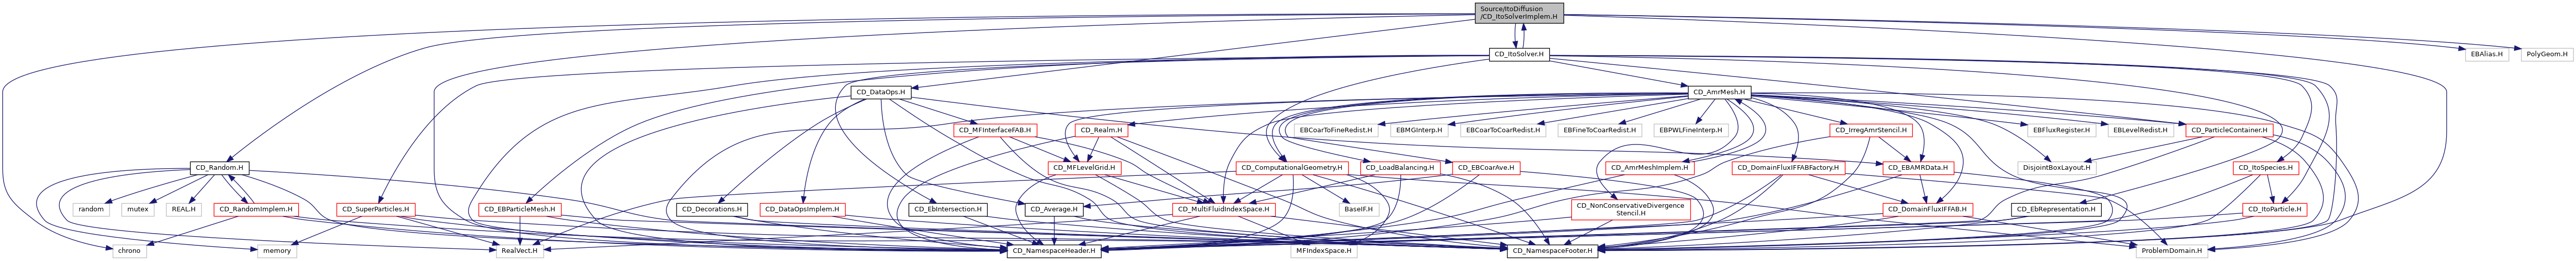 Source/ItoDiffusion
/CD_ItoSolverImplem.H
CD_ItoSolver.H
EBAlias.H
PolyGeom.H
CD_DataOps.H
CD_AmrMesh.H
CD_MFInterfaceFAB.H
CD_Realm.H
EBCoarToFineRedist.H
EBMGInterp.H
EBCoarToCoarRedist.H
EBFineToCoarRedist.H
EBPWLFineInterp.H
CD_IrregAmrStencil.H
EBFluxRegister.H
EBLevelRedist.H
CD_ParticleContainer.H
CD_Random.H
CD_MFLevelGrid.H
CD_ComputationalGeometry.H
CD_LoadBalancing.H
CD_EBCoarAve.H
CD_AmrMeshImplem.H
CD_DomainFluxIFFABFactory.H
CD_EBAMRData.H
DisjointBoxLayout.H
CD_ItoSpecies.H
random
mutex
REAL.H
CD_RandomImplem.H
CD_SuperParticles.H
CD_EBParticleMesh.H
CD_Decorations.H
CD_DataOpsImplem.H
CD_EbIntersection.H
CD_Average.H
CD_MultiFluidIndexSpace.H
BaseIF.H
CD_NonConservativeDivergence
Stencil.H
CD_DomainFluxIFFAB.H
CD_EbRepresentation.H
CD_ItoParticle.H
chrono
memory
RealVect.H
CD_NamespaceHeader.H
MFIndexSpace.H
CD_NamespaceFooter.H
ProblemDomain.H